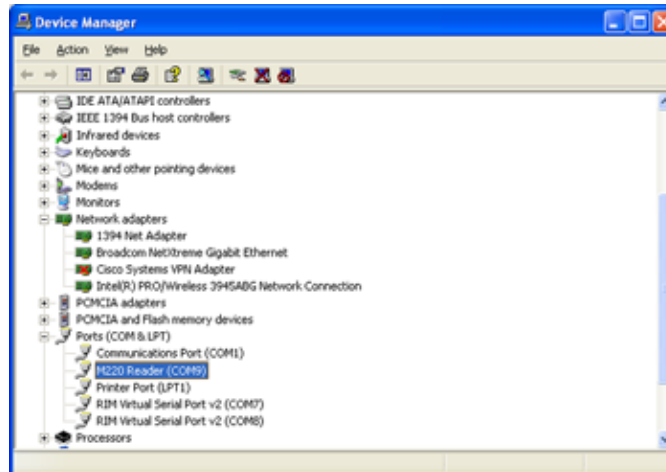 Device Manager
File Action View Help
IDE ATA/ATAPI controllers
IEEE 1394 Bus host controllers
Infrared devices
Keyboards
Mice and other pointing devices
Modems
Monitors
Network adapters
1394 Net Adapter
Broadcom NetXtreme Gigabit Ethernet
Cisco Systems VPN Adapter
Intel(R) PRO/Wireless 3945ABG Network Connection
PCMCIA adapters
PCMCIA and Flash memory devices
Ports (COM & LPT)
Communications Port (COM1)
M220 Reader (COM9)
Printer Port (LPT1)
RIM Virtual Serial Port v2 (COM7)
RIM Virtual Serial Port v2 (COM8)
Processors